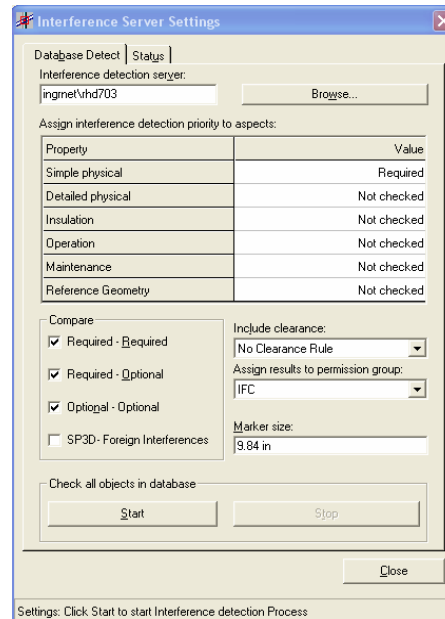 Interference Server Settings
Database Detect
Status
Interference detection server:
ingrnet\rhd703
Browse...
Assign interference detection priority to aspects:
Property Value
Simple physical Required
Detailed physical Not checked
Insulation Not checked
Operation Not checked
Maintenance Not checked
Reference Geometry Not checked
Compare
Required - Required
Required - Optional
Optional - Optional
SP3D- Foreign Interferences
Include clearance:
No Clearance Rule
Assign results to permission group:
IFC
Marker size:
9.84 in
Check all objects in database
Start
Stop
Close
Settings: Click Start to start Interference detection Process